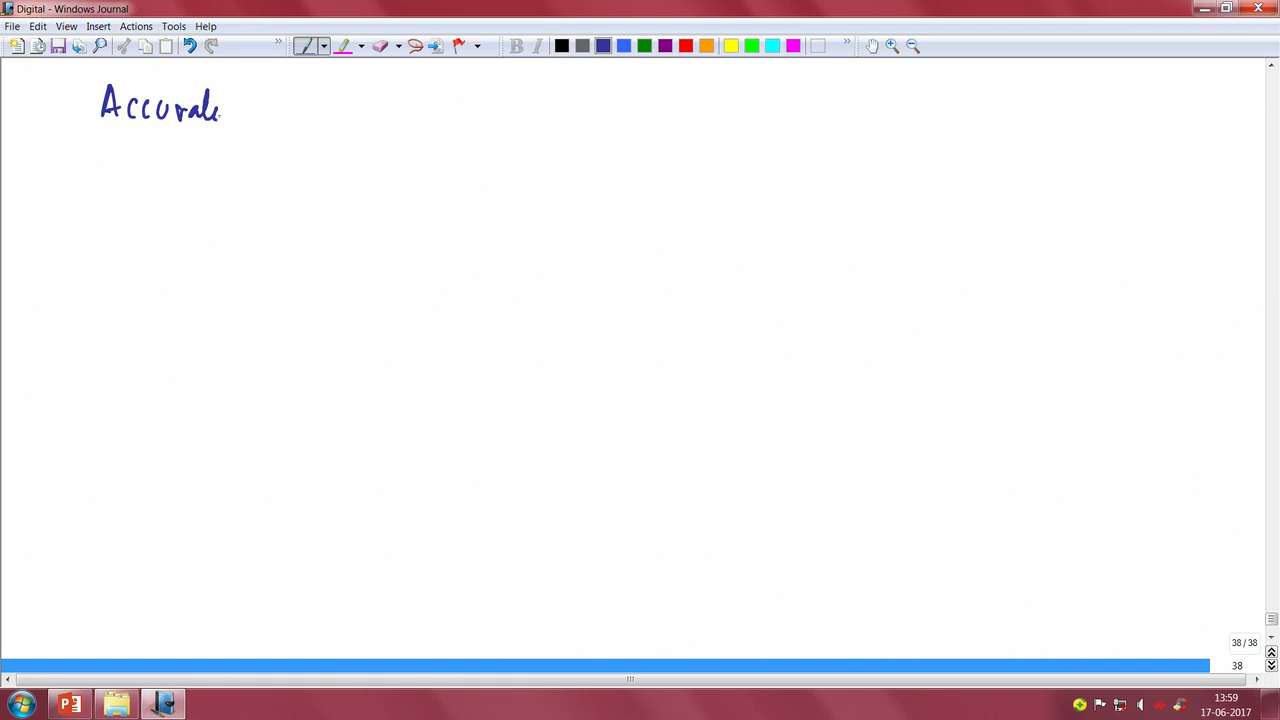 Digital - Windows Journal
File Edit View Insert Actions Tools Help
B I
Accurate
38 / 38
38
13:59
17-06-2017